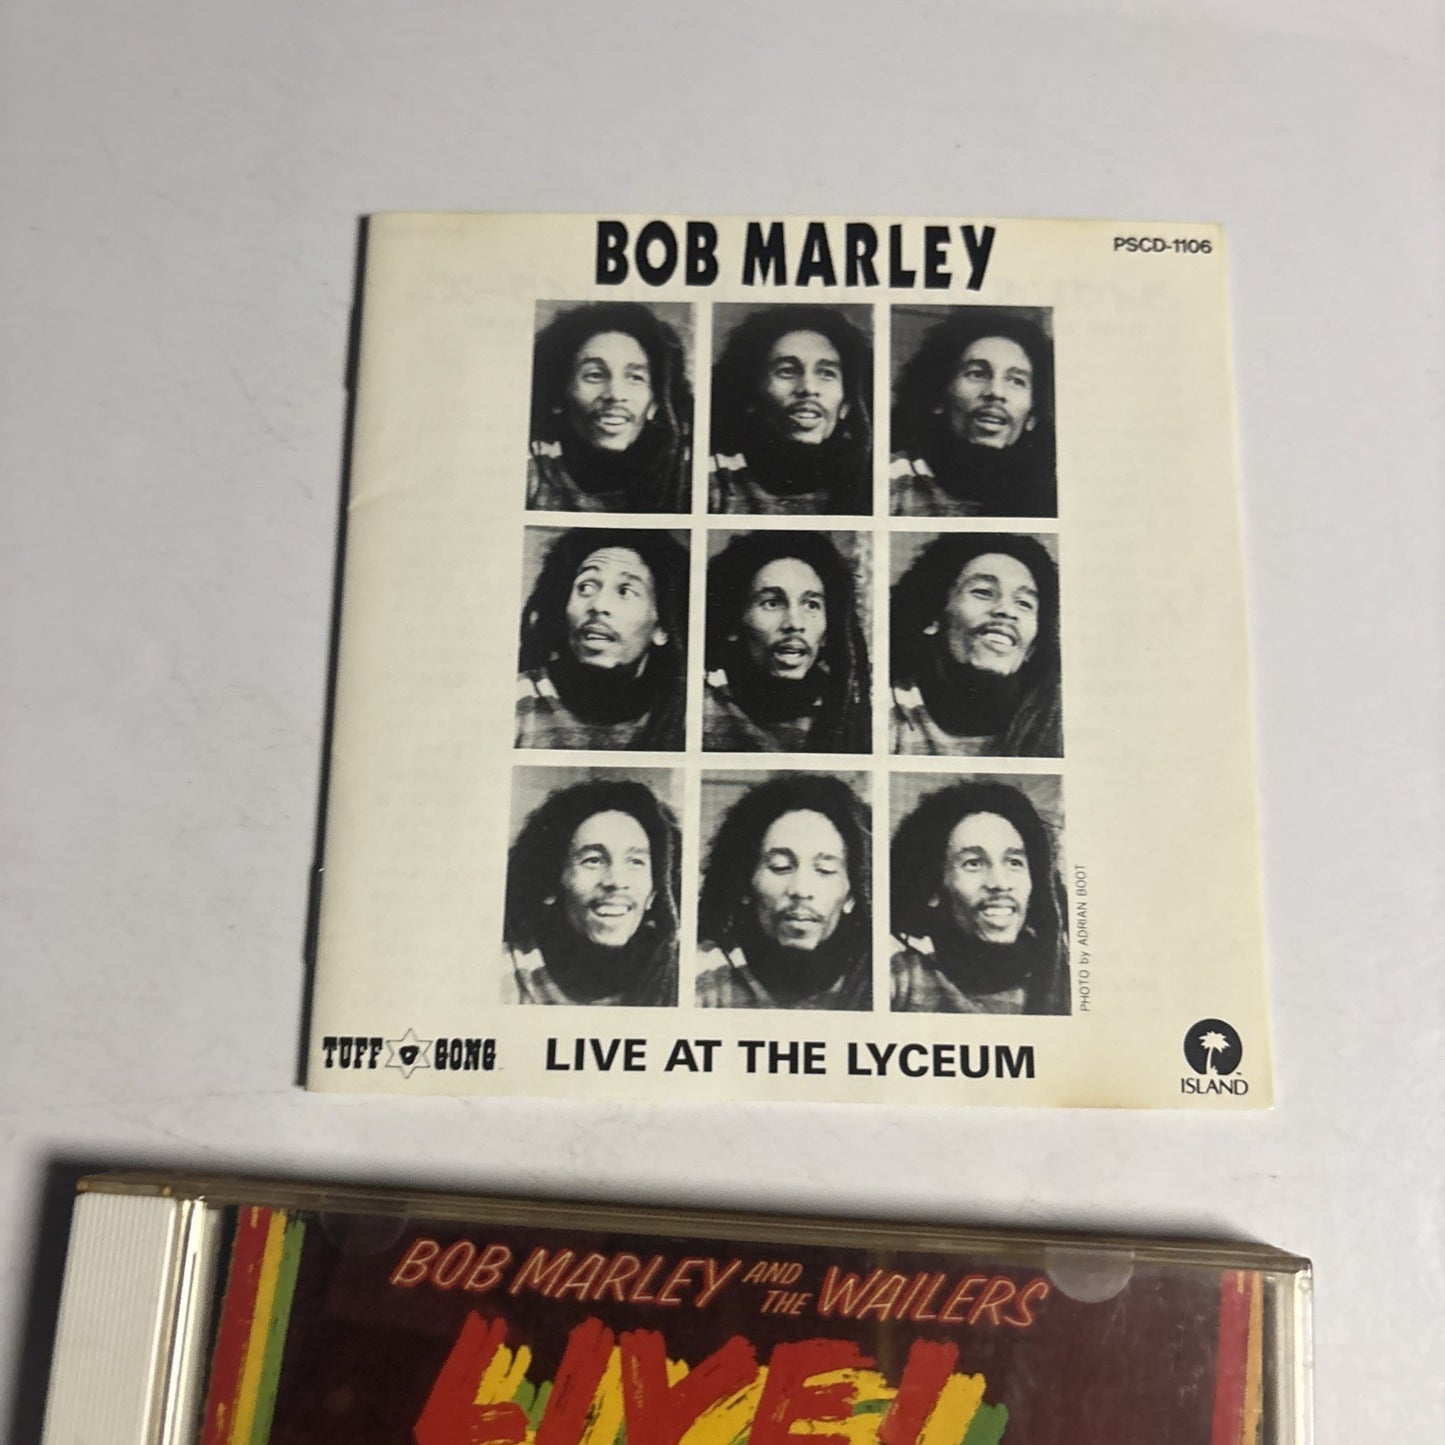 BOB MARLEY
PSCD-1106
PHOTO by ADRIAN BOOT
TUFF GONG
LIVE AT THE LYCEUM
ISLAND
BOB MARLEY AND THE WAILERS
LIVE!